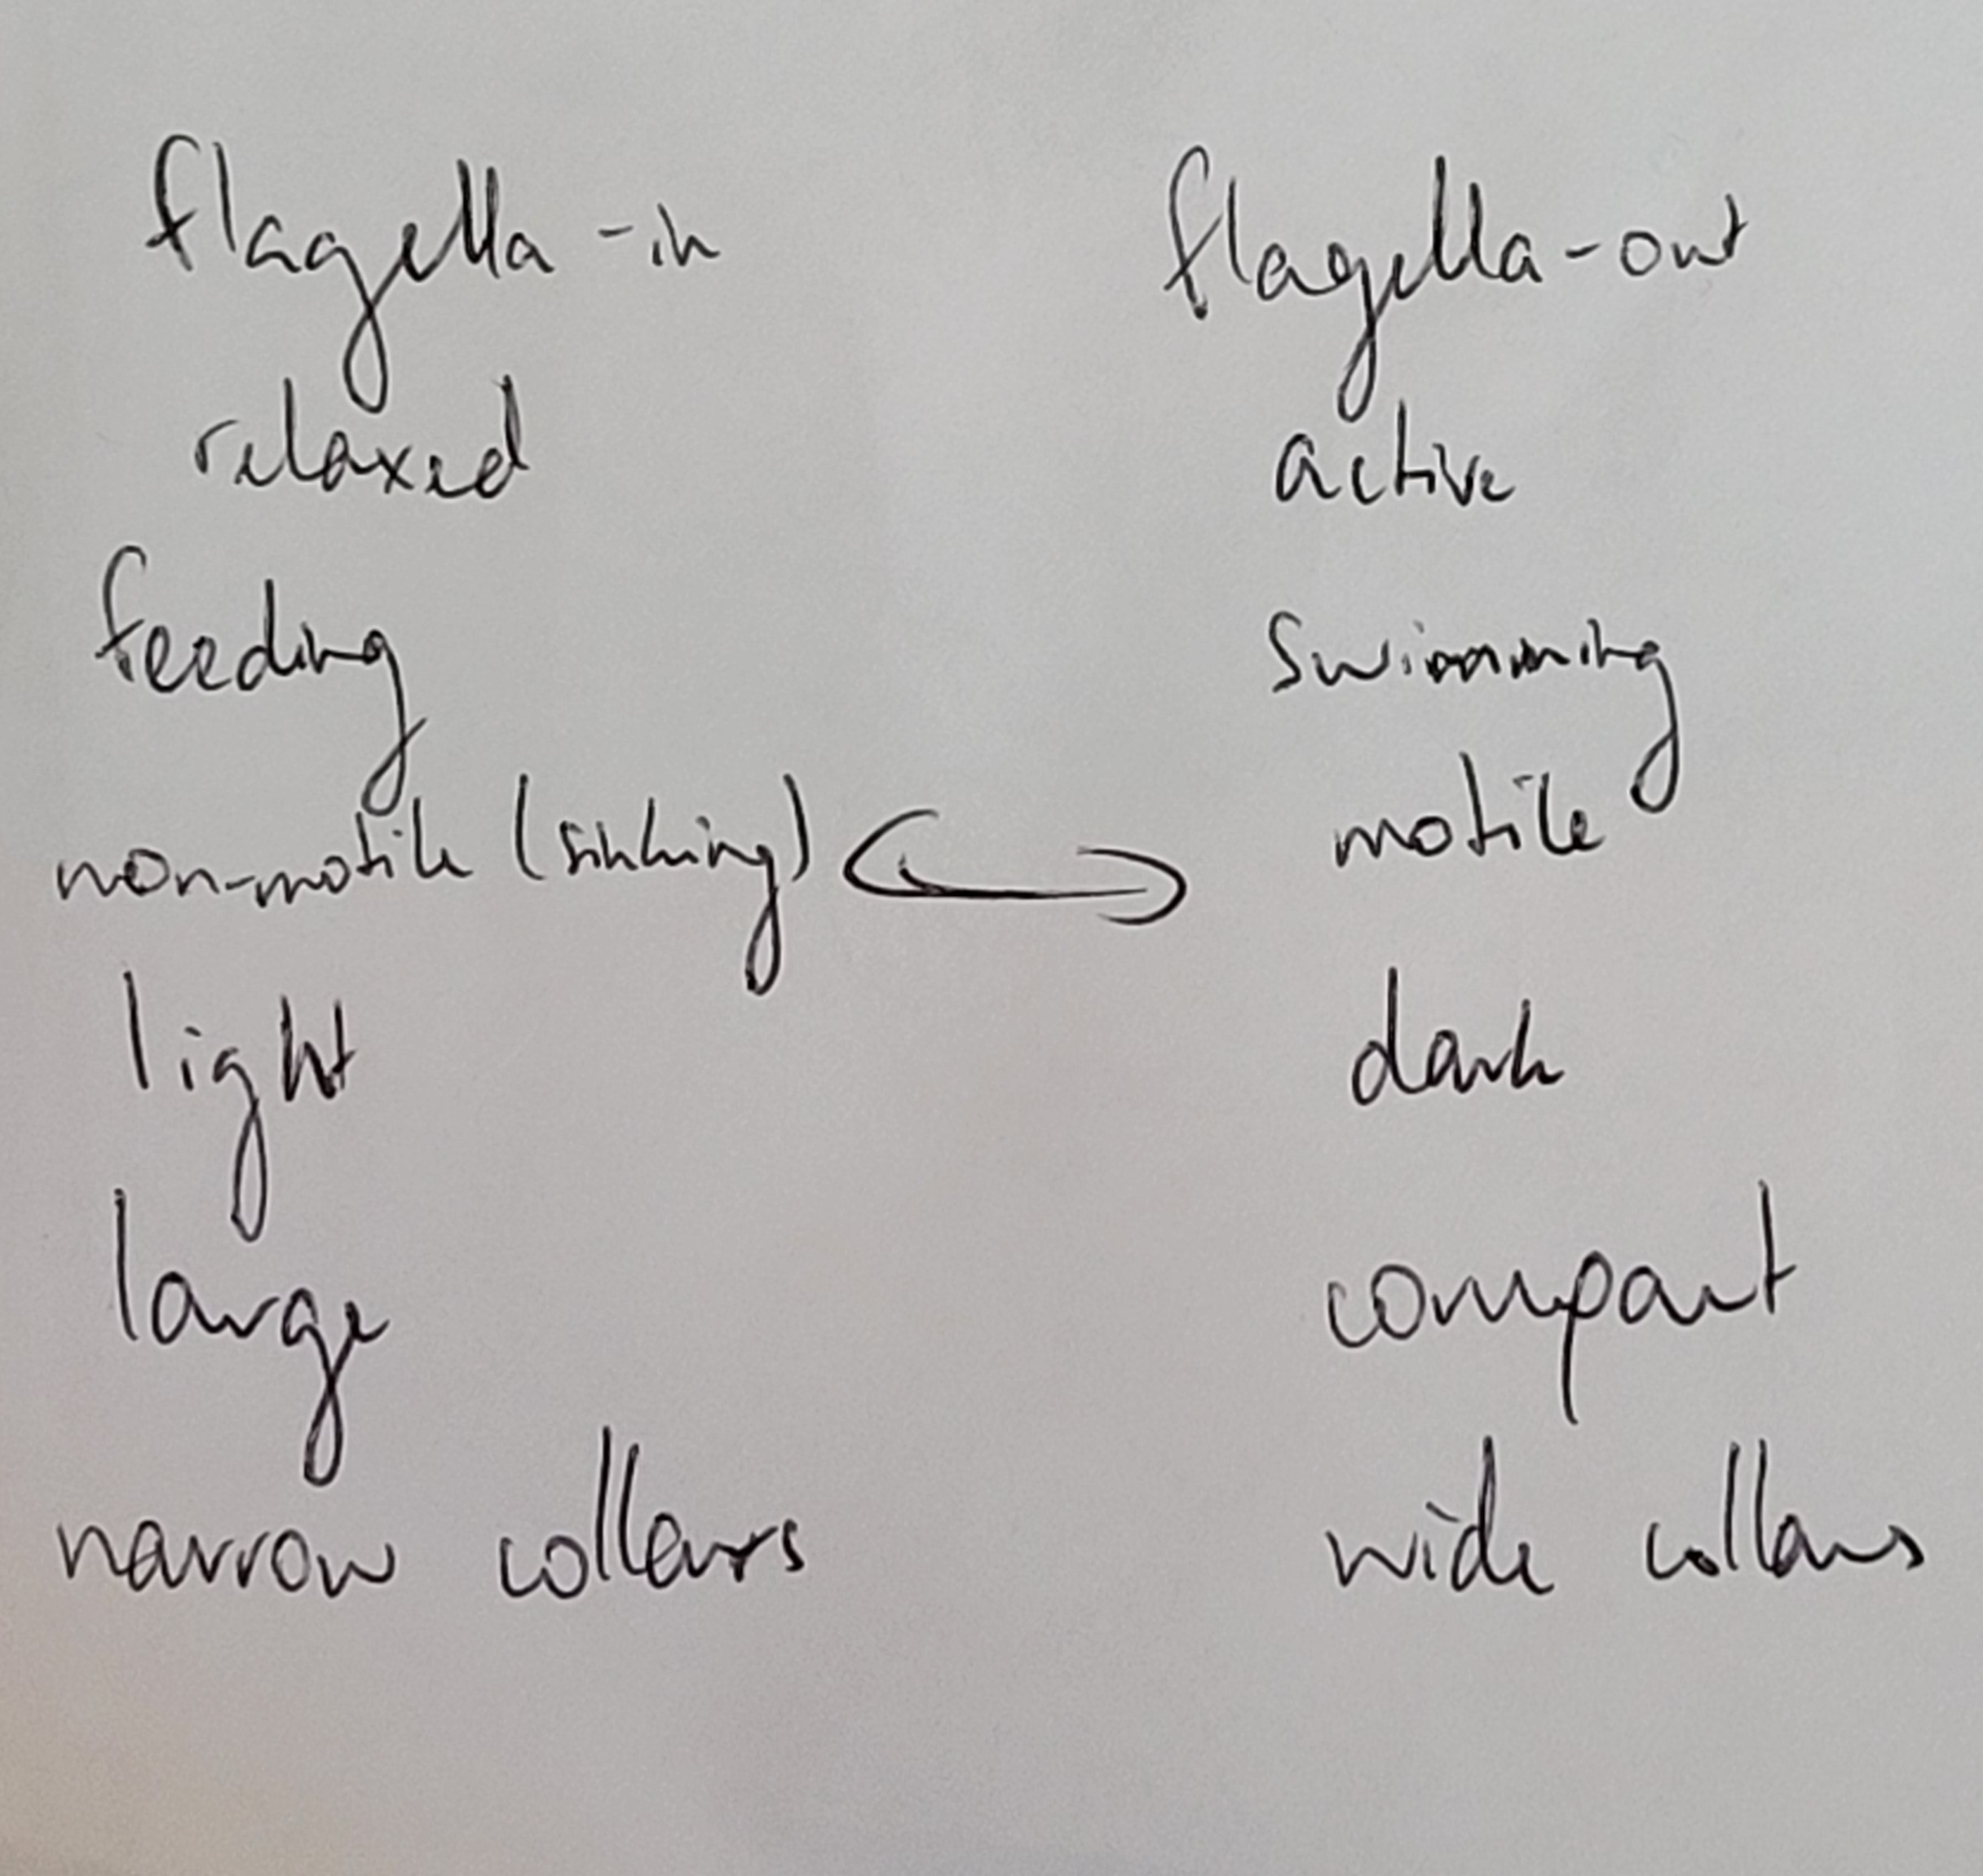 flagella-in flagella-out
relaxed active
feeding swimming
non-motile (sinking) motile
light dark
large compact
narrow collars wide collars